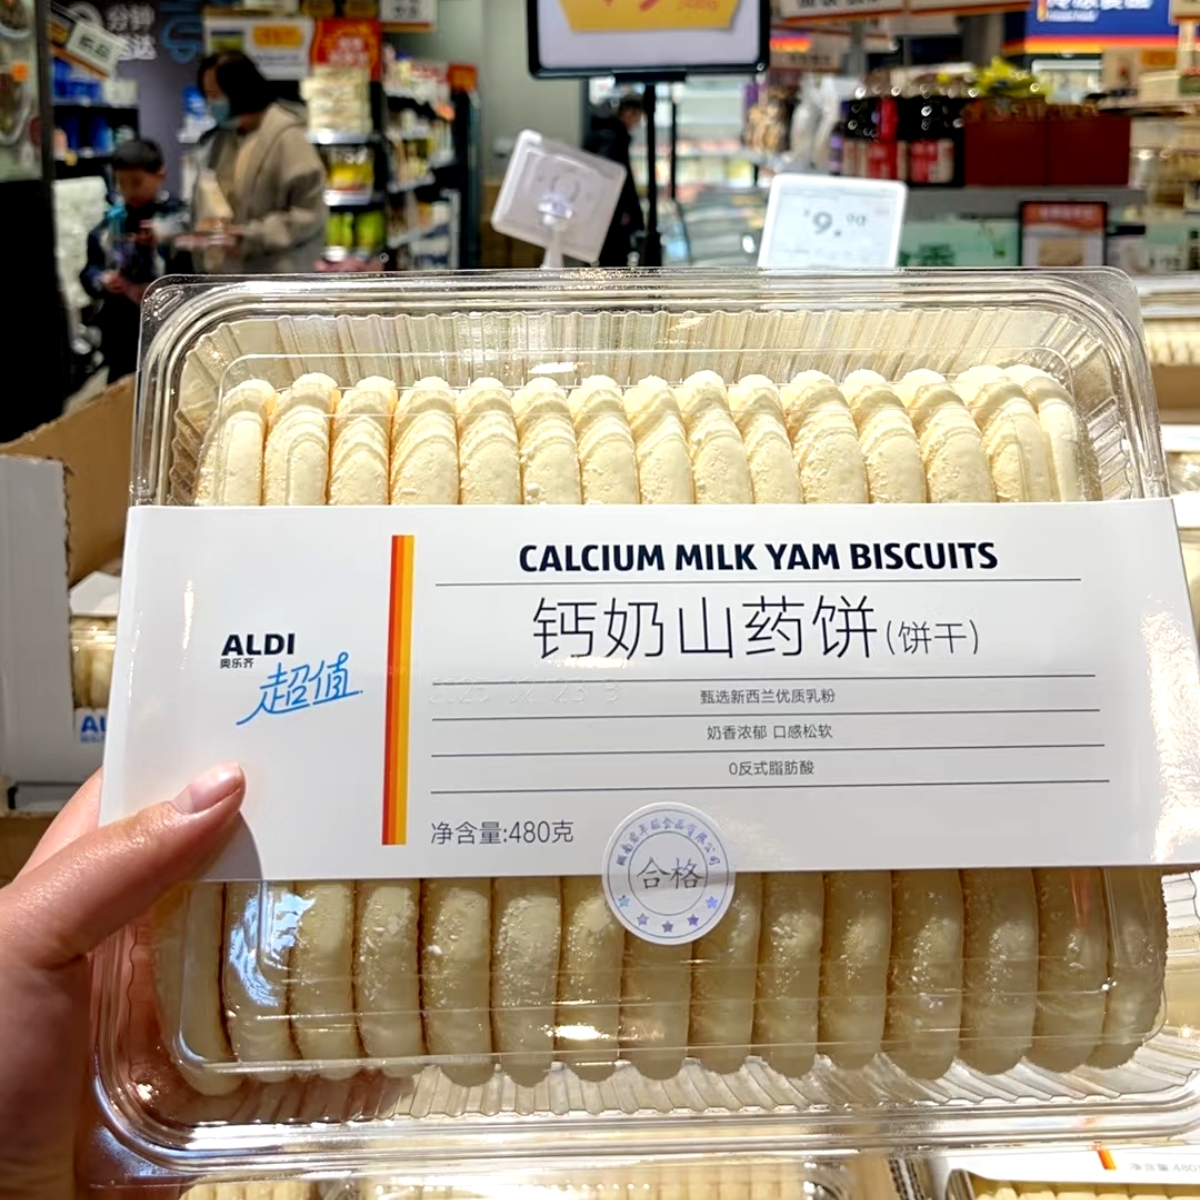 9.90
CALCIUM MILK YAM BISCUITS
钙奶山药饼(饼干)
ALDI
奥乐齐
超值
甄选新西兰优质乳粉
奶香浓郁 口感松软
0反式脂肪酸
净含量:480克
合格